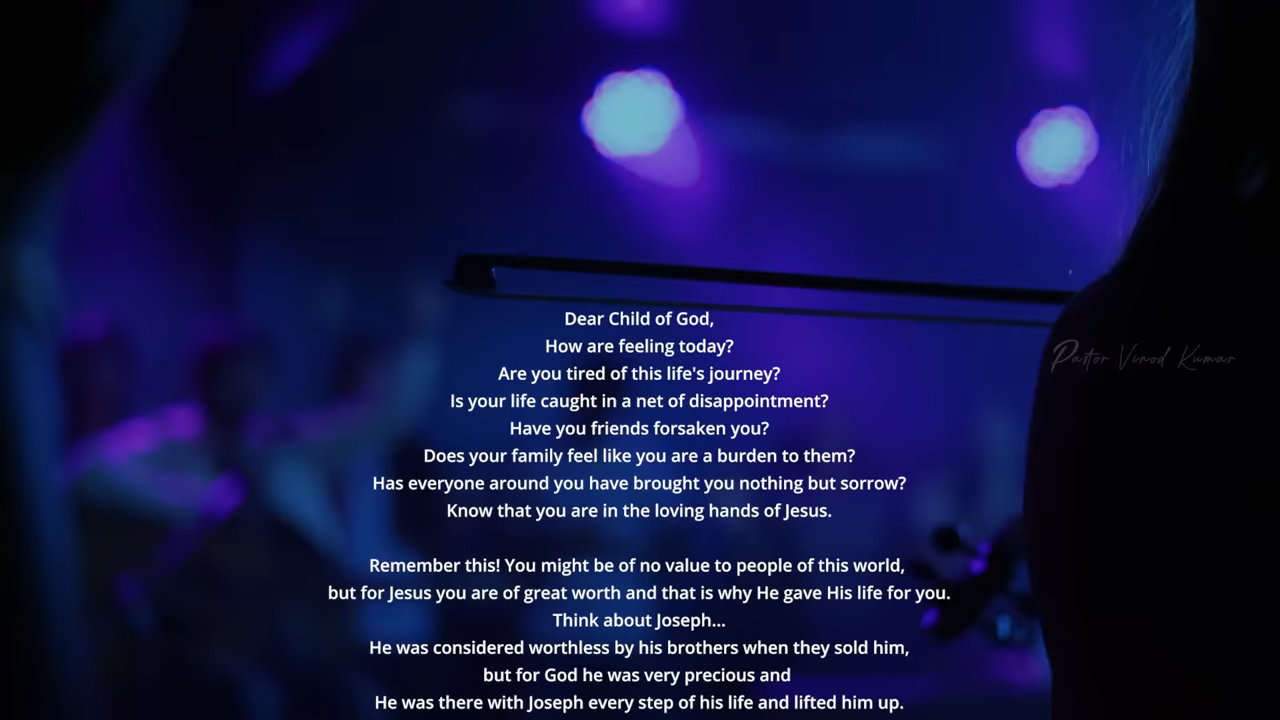 Dear Child of God,
How are feeling today?
Are you tired of this life's journey?
Is your life caught in a net of disappointment?
Have you friends forsaken you?
Does your family feel like you are a burden to them?
Has everyone around you have brought you nothing but sorrow?
Know that you are in the loving hands of Jesus.
Remember this! You might be of no value to people of this world,
but for Jesus you are of great worth and that is why He gave His life for you.
Think about Joseph...
He was considered worthless by his brothers when they sold him,
but for God he was very precious and
He was there with Joseph every step of his life and lifted him up.
Pastor Vinod Kumar